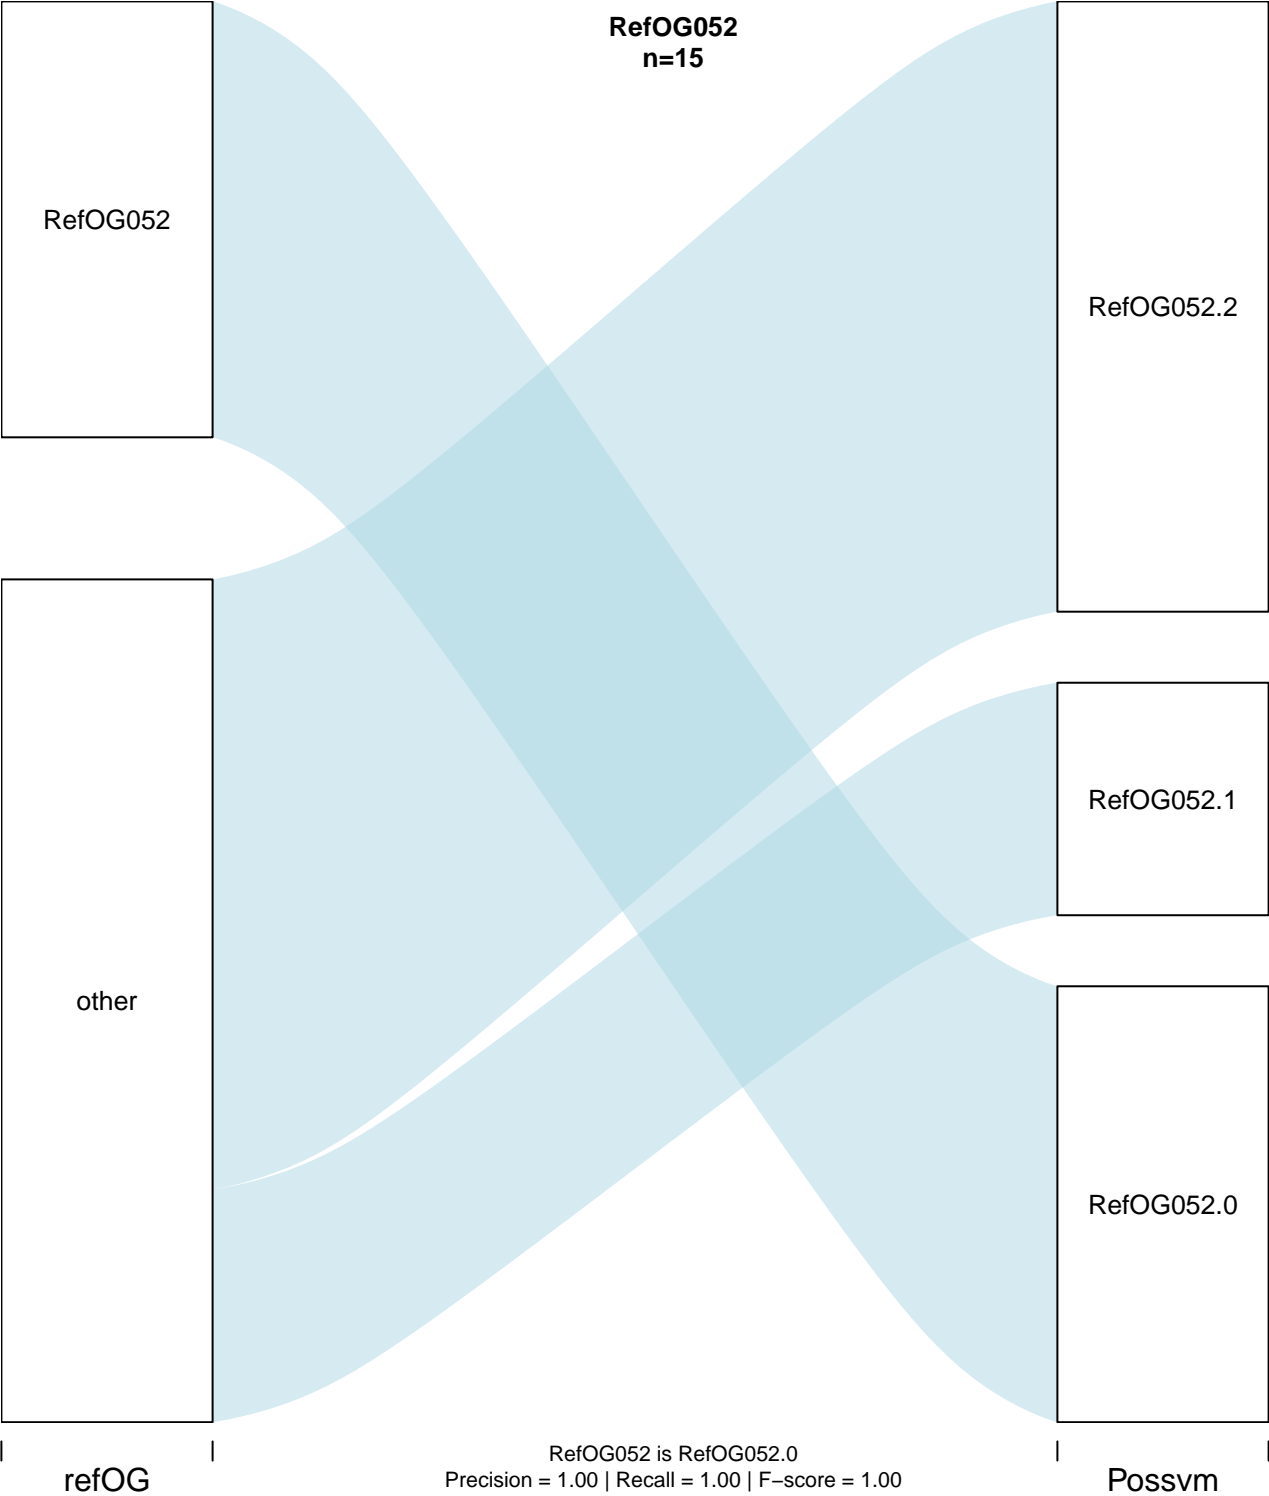 RefOG052
n=15
RefOG052
RefOG052.2
RefOG052.1
other
RefOG052.0
RefOG052 is RefOG052.0
Precision = 1.00 | Recall = 1.00 | F−score = 1.00
refOG
Possvm